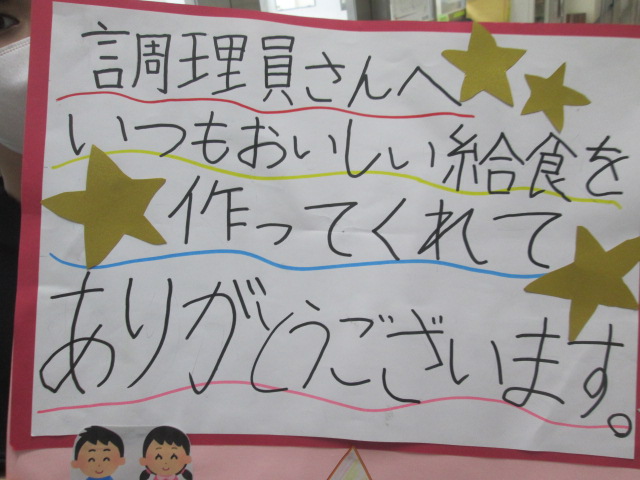 調理員さんへ
いつもおいしい給食を
作ってくれて
ありがとうございます。